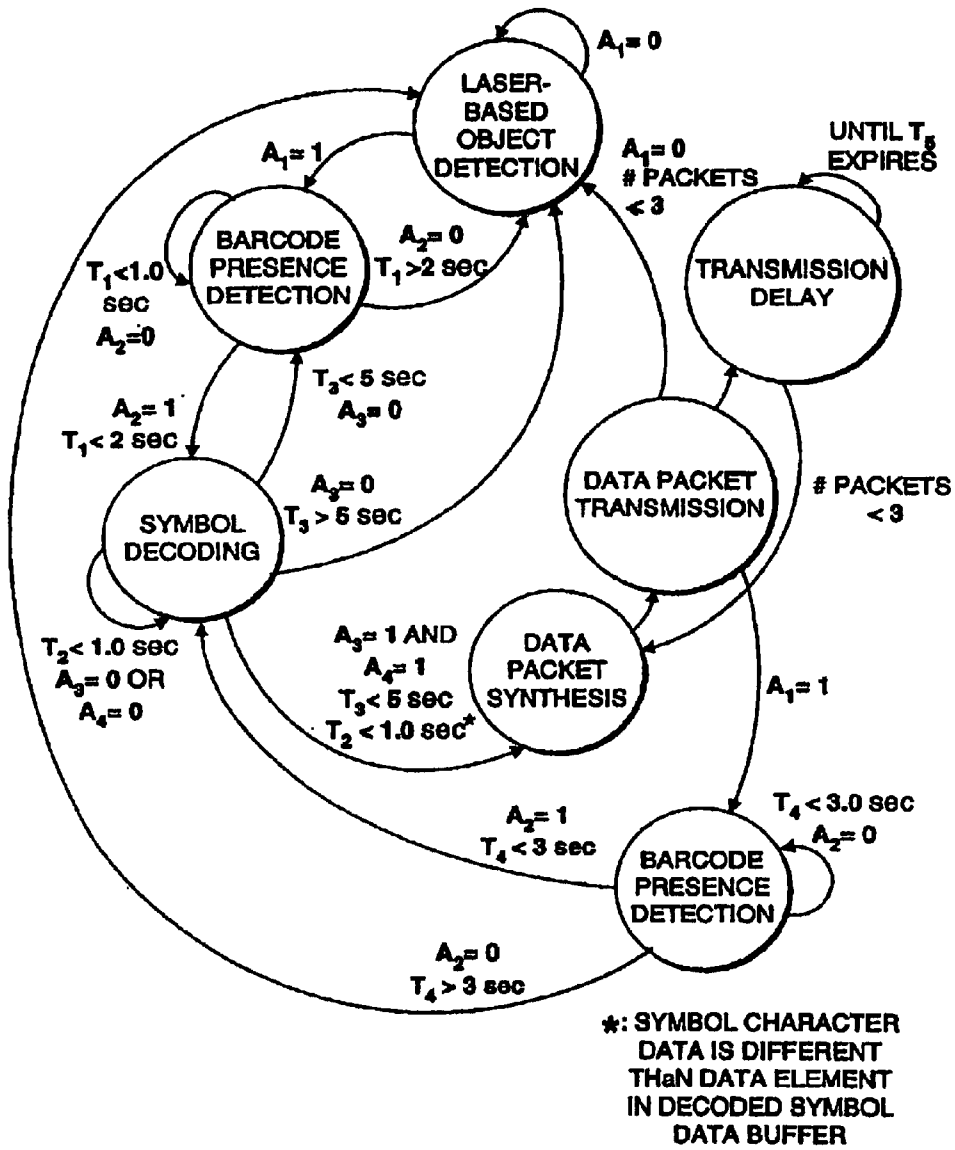 A₁= 0
LASER-
BASED
OBJECT
DETECTION
A₁= 1
A₁= 0
# PACKETS
< 3
UNTIL T₅
EXPIRES
BARCODE
PRESENCE
DETECTION
A₂= 0
T₁ >2 sec
TRANSMISSION
DELAY
T₁<1.0
sec
A₂=0
T₃< 5 sec
A₃= 0
A₂= 1
T₁< 2 sec
A₃= 0
T₃ > 5 sec
DATA PACKET
TRANSMISSION
# PACKETS
< 3
SYMBOL
DECODING
T₂< 1.0 sec
A₃= 0 OR
A₄= 0
A₃= 1 AND
A₄= 1
T₃< 5 sec
T₂ < 1.0 sec*
DATA
PACKET
SYNTHESIS
A₁= 1
A₂= 1
T₄< 3 sec
T₄ < 3.0 sec
A₂= 0
BARCODE
PRESENCE
DETECTION
A₂= 0
T₄ > 3 sec
*: SYMBOL CHARACTER
DATA IS DIFFERENT
THaN DATA ELEMENT
IN DECODED SYMBOL
DATA BUFFER